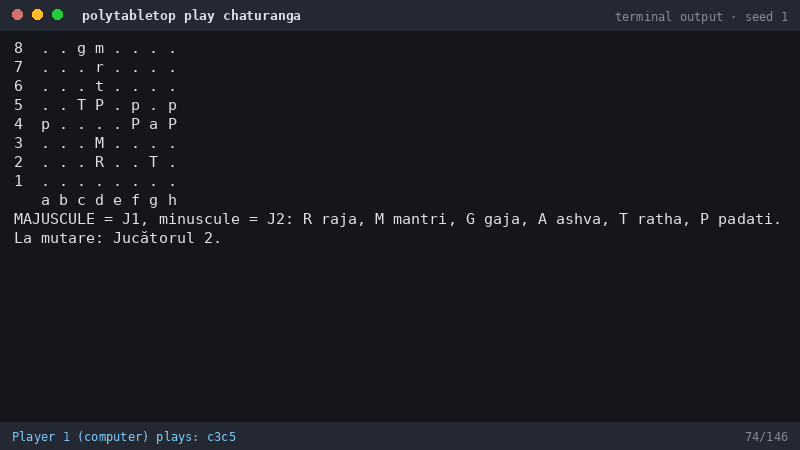 polytabletop play chaturanga
terminal output · seed 1
8 . . g m . . . .
7 . . . r . . . .
6 . . . t . . . .
5 . . T P . p . p
4 p . . . . P a P
3 . . . M . . . .
2 . . . R . . T .
1 . . . . . . . .
a b c d e f g h
MAJUSCULE = J1, minuscule = J2: R raja, M mantri, G gaja, A ashva, T ratha, P padati.
La mutare: Jucătorul 2.
Player 1 (computer) plays: c3c5
74/146